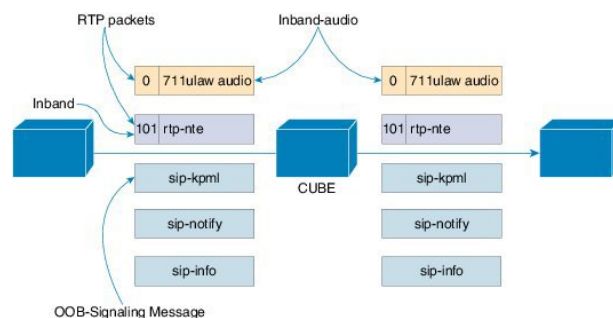 RTP packets
Inband-audio
0 711ulaw audio
0 711ulaw audio
Inband
101 rtp-nte
101 rtp-nte
sip-kpml
CUBE
sip-kpml
sip-notify
sip-notify
sip-info
sip-info
OOB-Signaling Message